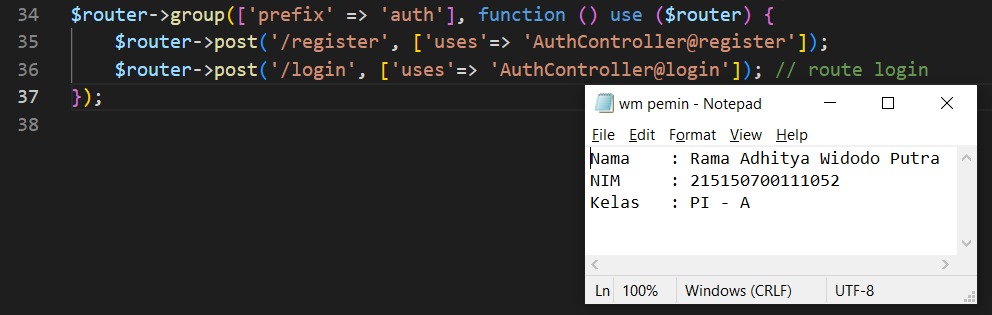 34 $router->group(['prefix' => 'auth'], function () use ($router) {
35     $router->post('/register', ['uses'=> 'AuthController@register']);
36     $router->post('/login', ['uses'=> 'AuthController@login']); // route login
37 });
38
wm pemin - Notepad
File Edit Format View Help
Nama    : Rama Adhitya Widodo Putra
NIM     : 215150700111052
Kelas   : PI - A
Ln 100% Windows (CRLF) UTF-8